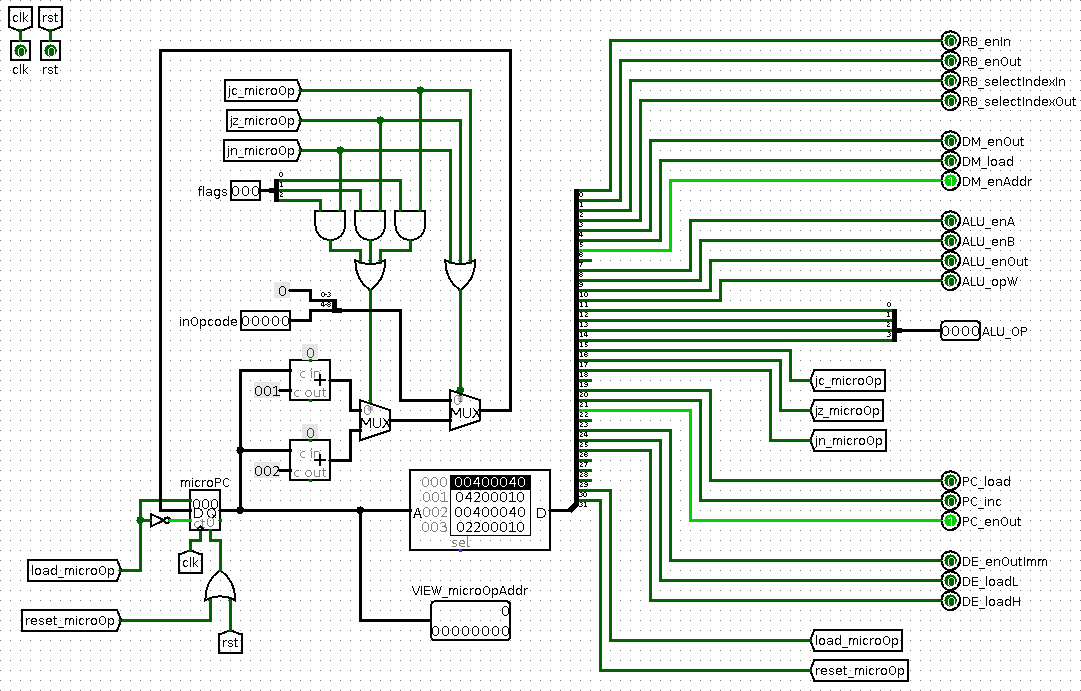 clk rst
clk rst
jc_microOp
jz_microOp
jn_microOp
flags 000
0
1
2
0
0-3
4-8
inOpcode 00000
0
c in
+
c out
001
0
c in
+
c out
002
0
MUX
0
MUX
microPC
000
D Q
ct0
clk
load_microOp
reset_microOp
rst
000 00400040
001 04200010
A 002 00400040 D
003 02200010
sel
VIEW_microOpAddr
0
00000000
0
1
2
3
4
5
6
7
8
9
10
11
12
13
14
15
16
17
18
19
20
21
22
23
24
25
26
27
28
29
30
31
0 RB_enIn
0 RB_enOut
0 RB_selectIndexIn
0 RB_selectIndexOut
0 DM_enOut
0 DM_load
1 DM_enAddr
0 ALU_enA
0 ALU_enB
0 ALU_enOut
0 ALU_opW
0
1
2
3
0000 ALU_OP
jc_microOp
jz_microOp
jn_microOp
0 PC_load
0 PC_inc
1 PC_enOut
0 DE_enOutImm
0 DE_loadL
0 DE_loadH
load_microOp
reset_microOp